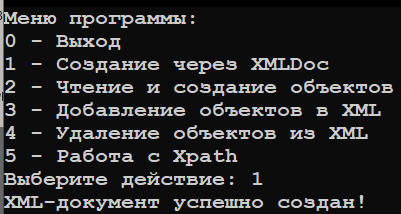 Меню программы:
0 - Выход
1 - Создание через XMLDoc
2 - Чтение и создание объектов
3 - Добавление объектов в XML
4 - Удаление объектов из XML
5 - Работа с Xpath
Выберите действие: 1
XML-документ успешно создан!